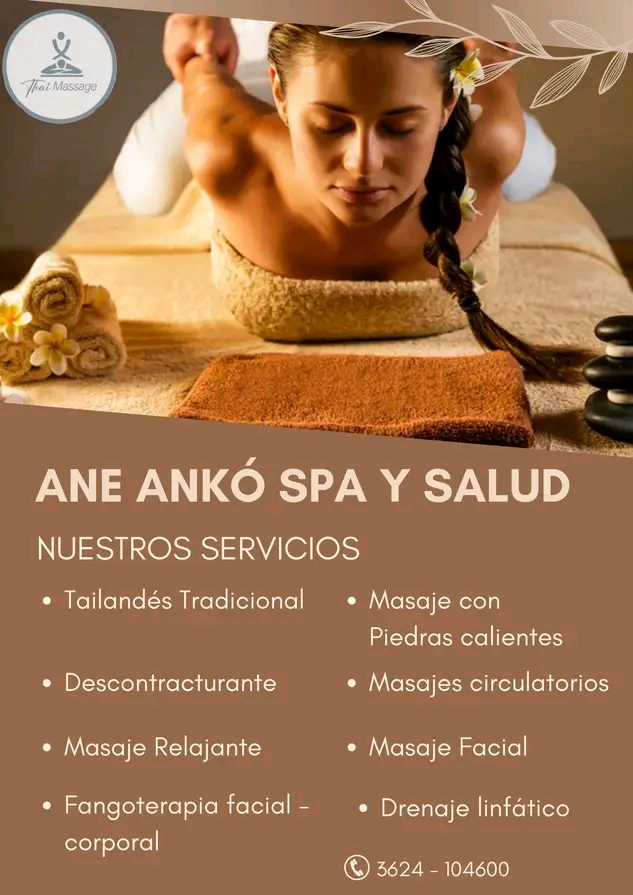 Thai Massage
ANE ANKÓ SPA Y SALUD
NUESTROS SERVICIOS
• Tailandés Tradicional
• Descontracturante
• Masaje Relajante
• Fangoterapia facial -
corporal
• Masaje con
Piedras calientes
• Masajes circulatorios
• Masaje Facial
• Drenaje linfático
3624 - 104600